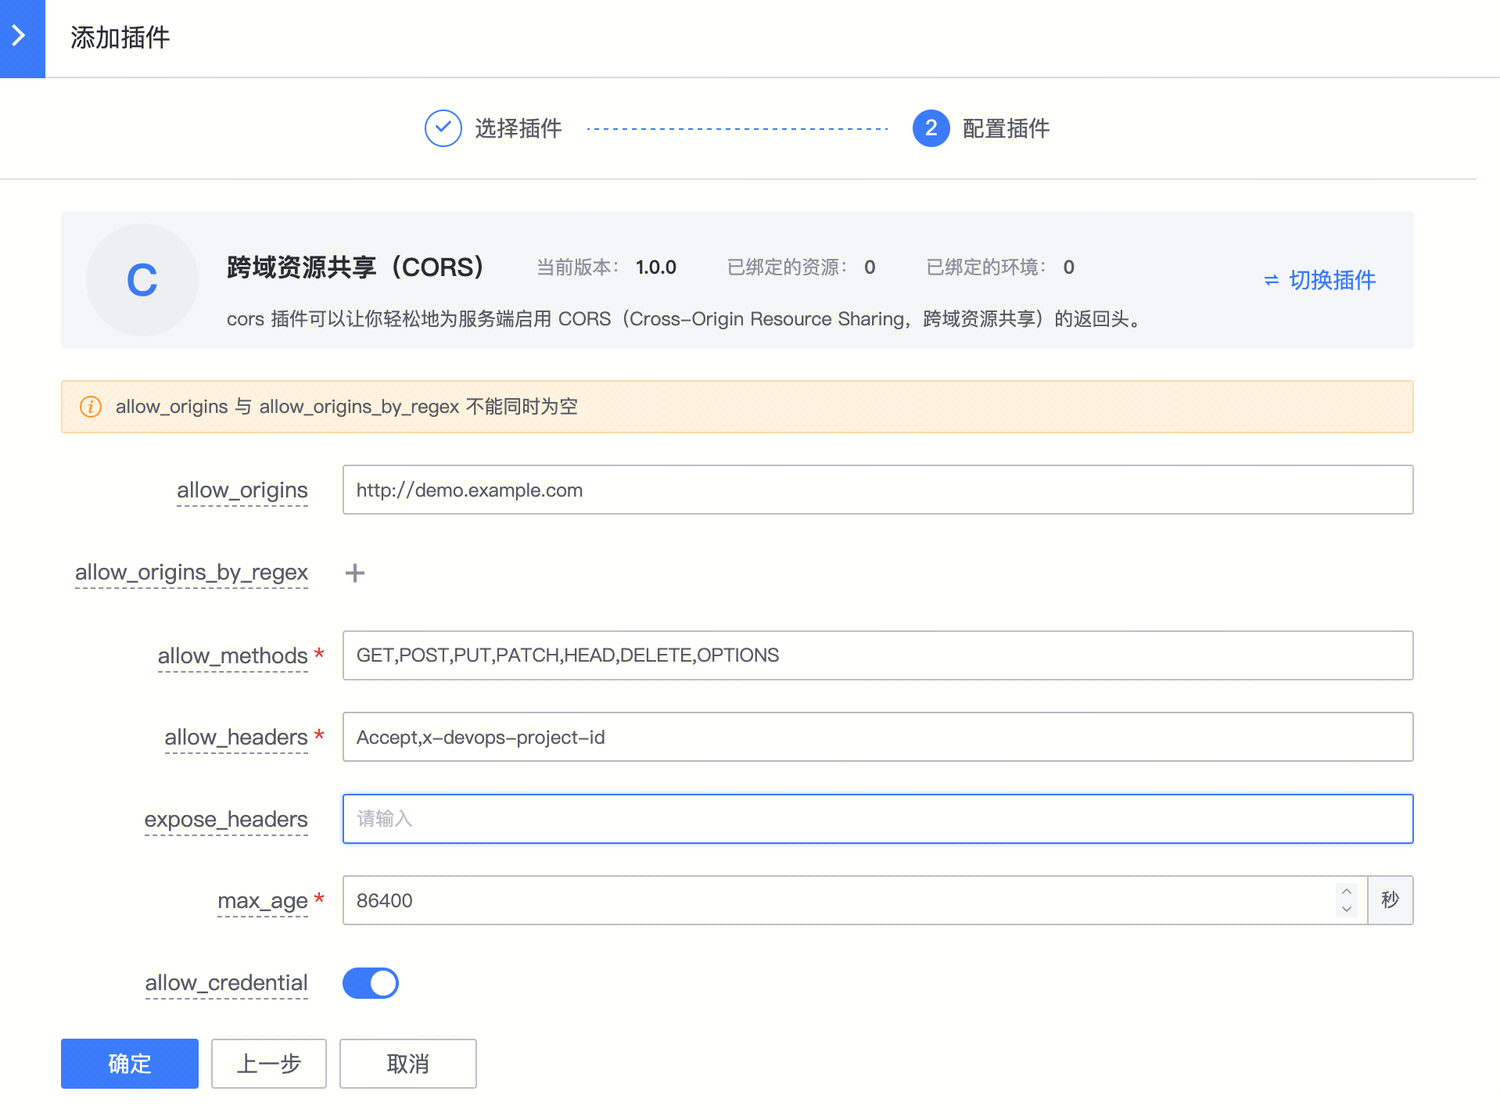 添加插件
选择插件
2 配置插件
C
跨域资源共享（CORS） 当前版本： 1.0.0 已绑定的资源： 0 已绑定的环境： 0
切换插件
cors 插件可以让你轻松地为服务端启用 CORS（Cross-Origin Resource Sharing，跨域资源共享）的返回头。
allow_origins 与 allow_origins_by_regex 不能同时为空
allow_origins http://demo.example.com
allow_origins_by_regex +
allow_methods * GET,POST,PUT,PATCH,HEAD,DELETE,OPTIONS
allow_headers * Accept,x-devops-project-id
expose_headers 请输入
max_age * 86400 秒
allow_credential
确定 上一步 取消